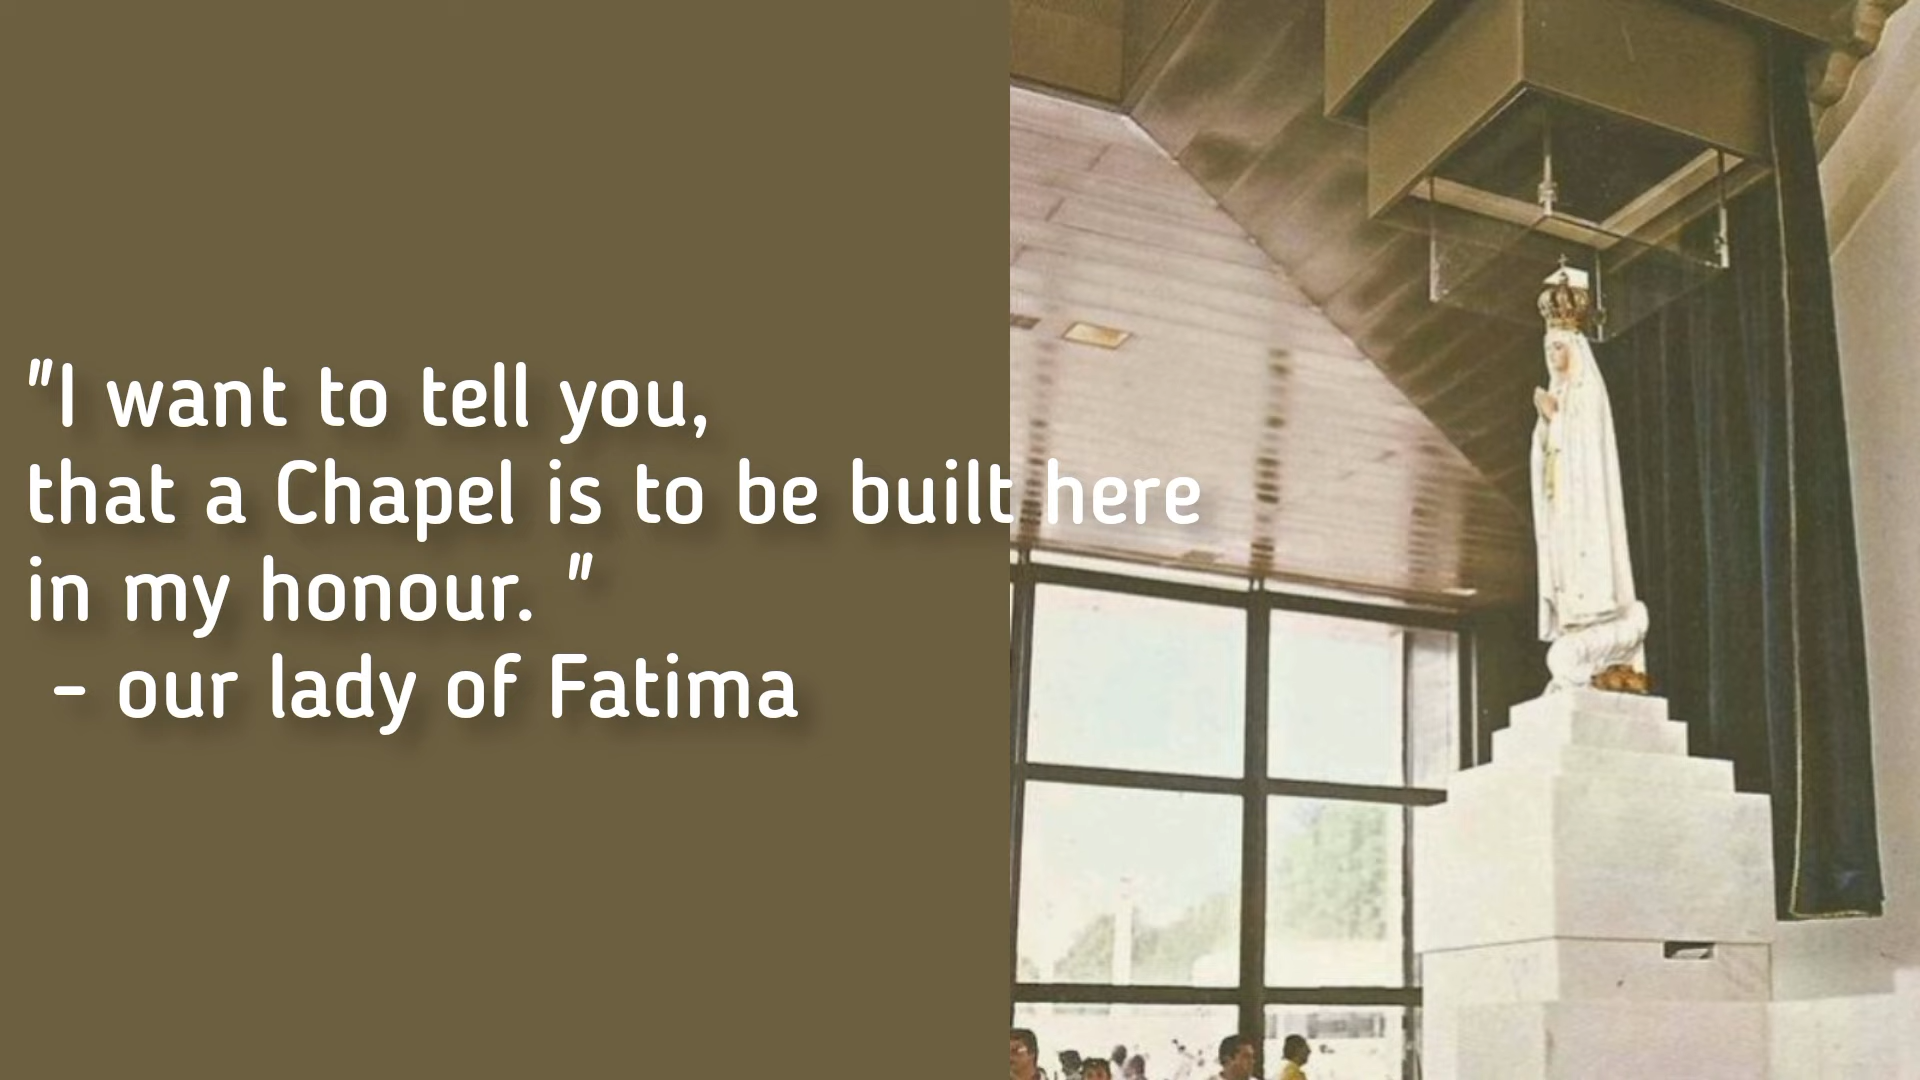 "I want to tell you,
that a Chapel is to be built here
in my honour. "
- our lady of Fatima